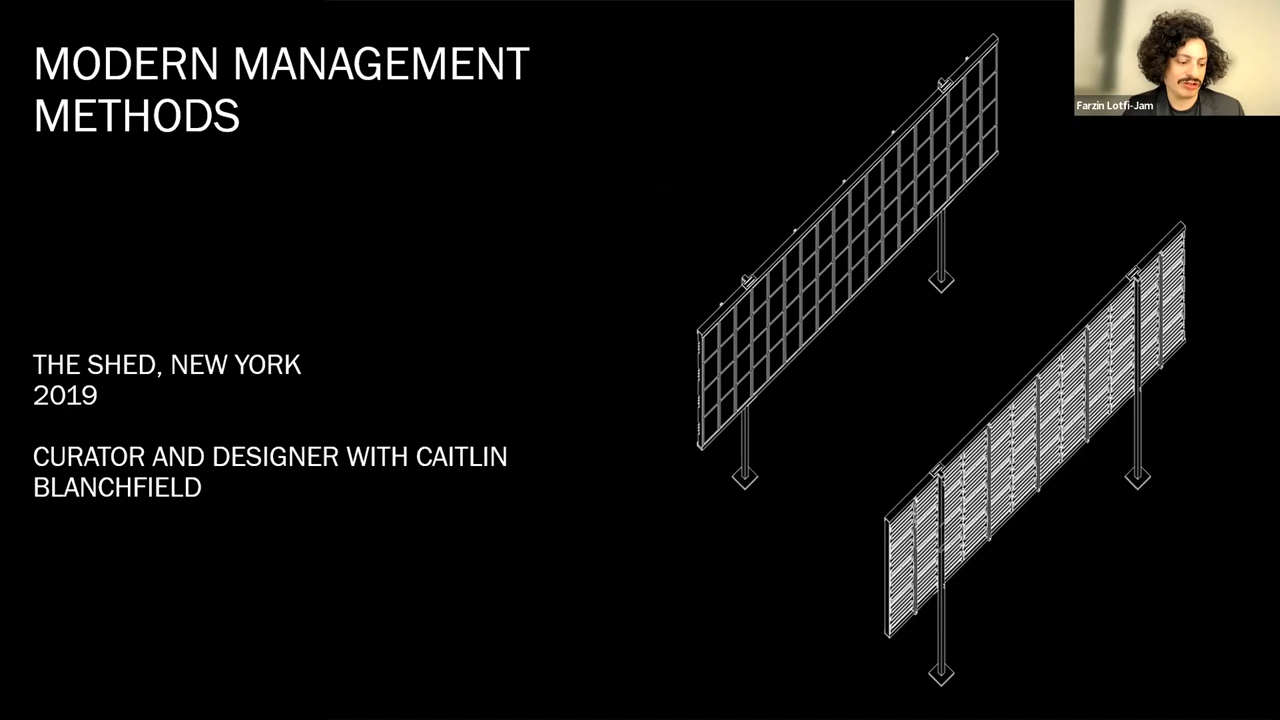 MODERN MANAGEMENT
METHODS
Farzin Lotfi-Jam
THE SHED, NEW YORK
2019
CURATOR AND DESIGNER WITH CAITLIN
BLANCHFIELD